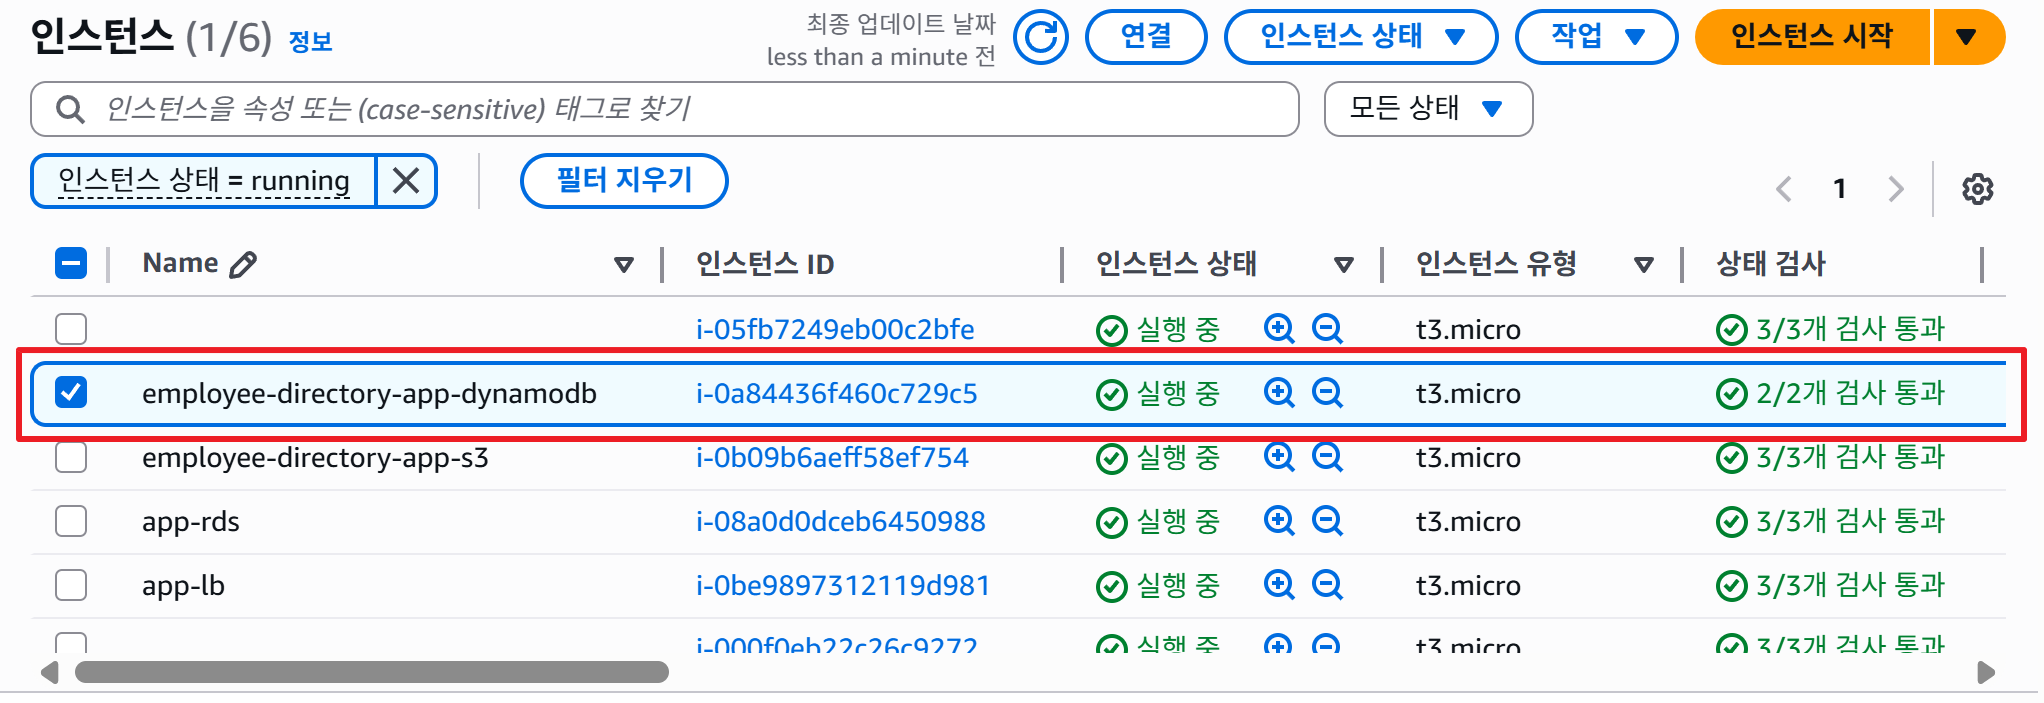 인스턴스 (1/6) 정보
최종 업데이트 날짜
less than a minute 전
연결
인스턴스 상태
작업
인스턴스 시작
인스턴스을 속성 또는 (case-sensitive) 태그로 찾기
모든 상태
인스턴스 상태 = running
필터 지우기
1
Name 인스턴스 ID 인스턴스 상태 인스턴스 유형 상태 검사
i-05fb7249eb00c2bfe 실행 중 t3.micro 3/3개 검사 통과
employee-directory-app-dynamodb i-0a84436f460c729c5 실행 중 t3.micro 2/2개 검사 통과
employee-directory-app-s3 i-0b09b6aeff58ef754 실행 중 t3.micro 3/3개 검사 통과
app-rds i-08a0d0dceb6450988 실행 중 t3.micro 3/3개 검사 통과
app-lb i-0be9897312119d981 실행 중 t3.micro 3/3개 검사 통과
i-000f0eb22c26c9272 실행 중 t3.micro 3/3개 검사 통과